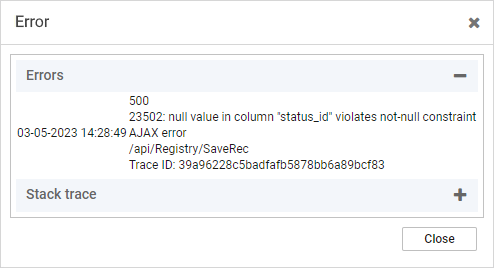 Error
Errors
500
23502: null value in column "status_id" violates not-null constraint
03-05-2023 14:28:49 AJAX error
/api/Registry/SaveRec
Trace ID: 39a96228c5badfafb5878bb6a89bcf83
Stack trace
Close